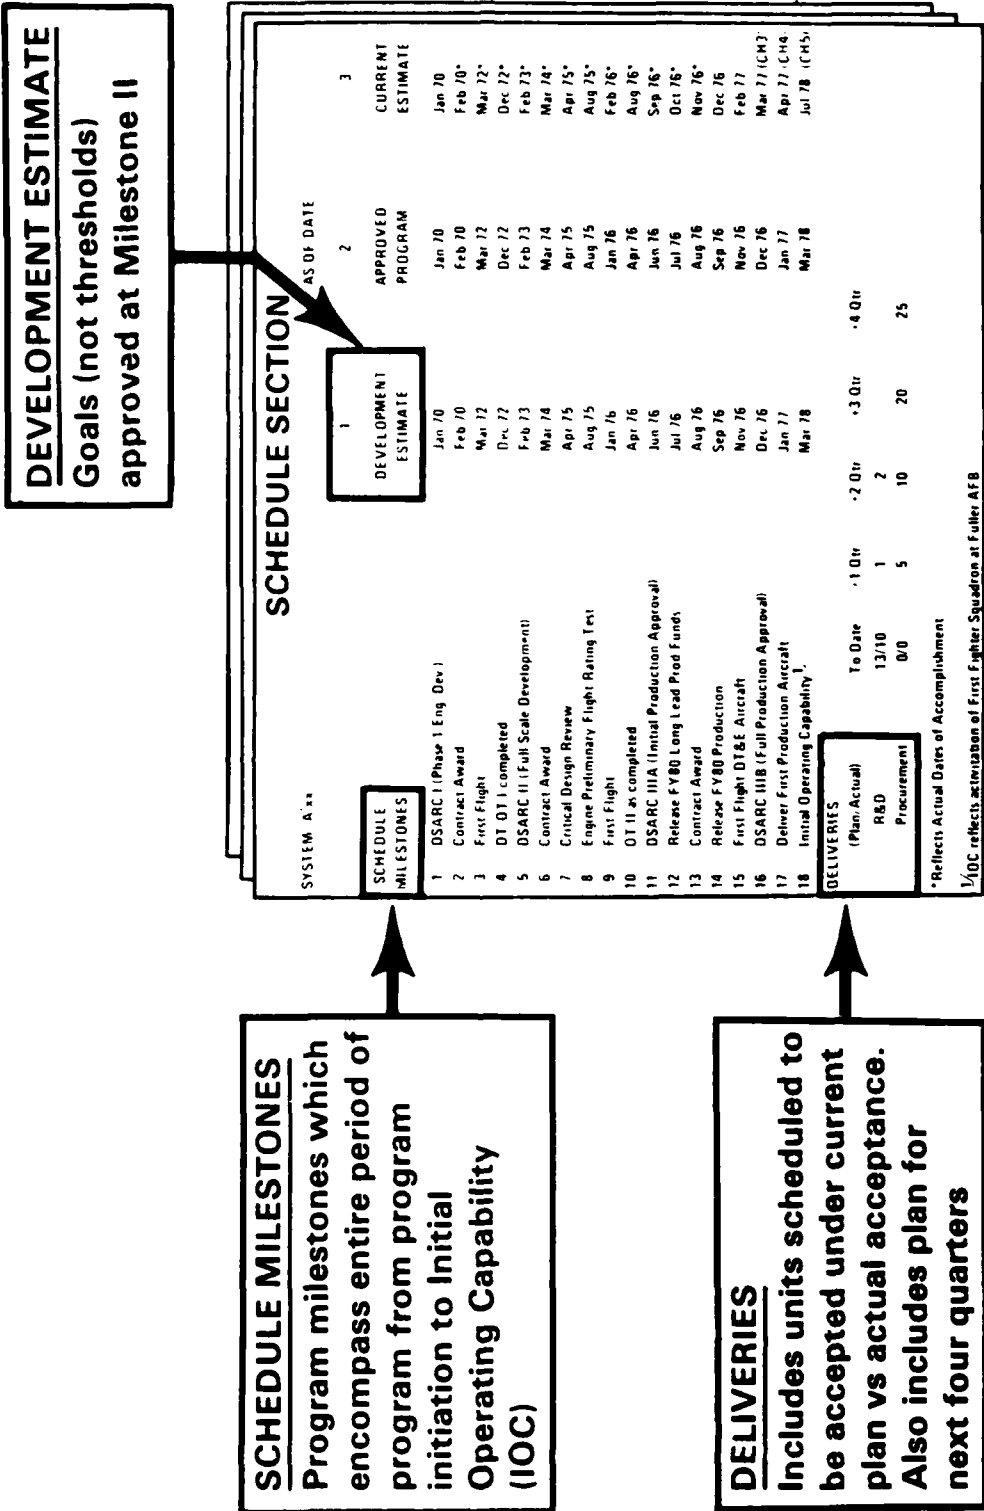 DEVELOPMENT ESTIMATE
Goals (not thresholds)
approved at Milestone II
SCHEDULE MILESTONES
Program milestones which
encompass entire period of
program from program
initiation to Initial
Operating Capability
(IOC)
DELIVERIES
Includes units scheduled to
be accepted under current
plan vs actual acceptance.
Also includes plan for
next four quarters
SCHEDULE SECTION
SYSTEM A** AS OF DATE
1 2 3
SCHEDULE DEVELOPMENT APPROVED CURRENT
MILESTONES ESTIMATE PROGRAM ESTIMATE
1 DSARC I (Phase 1 Eng. Dev.) Jan 70 Jan 70 Jan 70
2 Contract Award Feb 70 Feb 70 Feb 70*
3 First Flight Mar 72 Mar 72 Mar 72*
4 DT OT I completed Dec 72 Dec 72 Dec 72*
5 DSARC II (Full Scale Development) Feb 73 Feb 73 Feb 73*
6 Contract Award Mar 74 Mar 74 Mar 74*
7 Critical Design Review Apr 75 Apr 75 Apr 75*
8 Engine Preliminary Flight Rating Test Aug 75 Aug 75 Aug 75*
9 First Flight Jan 76 Jan 76 Feb 76*
10 OT II as completed Apr 76 Apr 76 Aug 76*
11 DSARC IIIA (Initial Production Approval) Jun 76 Jun 76 Sep 76*
12 Release FY80 Long Lead Prod Funds Jul 76 Jul 76 Oct 76*
13 Contract Award Aug 76 Aug 76 Nov 76*
14 Release FY80 Production Sep 76 Sep 76 Dec 76
15 First Flight DT&E Aircraft Nov 76 Nov 76 Feb 77
16 DSARC IIIB (Full Production Approval) Dec 76 Dec 76 Mar 77 (CH3)
17 Deliver First Production Aircraft Jan 77 Jan 77 Apr 77 (CH4)
18 Initial Operating Capability 1. Mar 78 Mar 78 Jul 78 (CH5)
DELIVERIES
(Plan/Actual) To Date +1 Qtr +2 Qtr +3 Qtr +4 Qtr
R&D 13/10 1 2
Procurement 0/0 5 10 20 25
*Reflects Actual Dates of Accomplishment
1/IOC reflects activitation of First Fighter Squadron at Fuller AFB